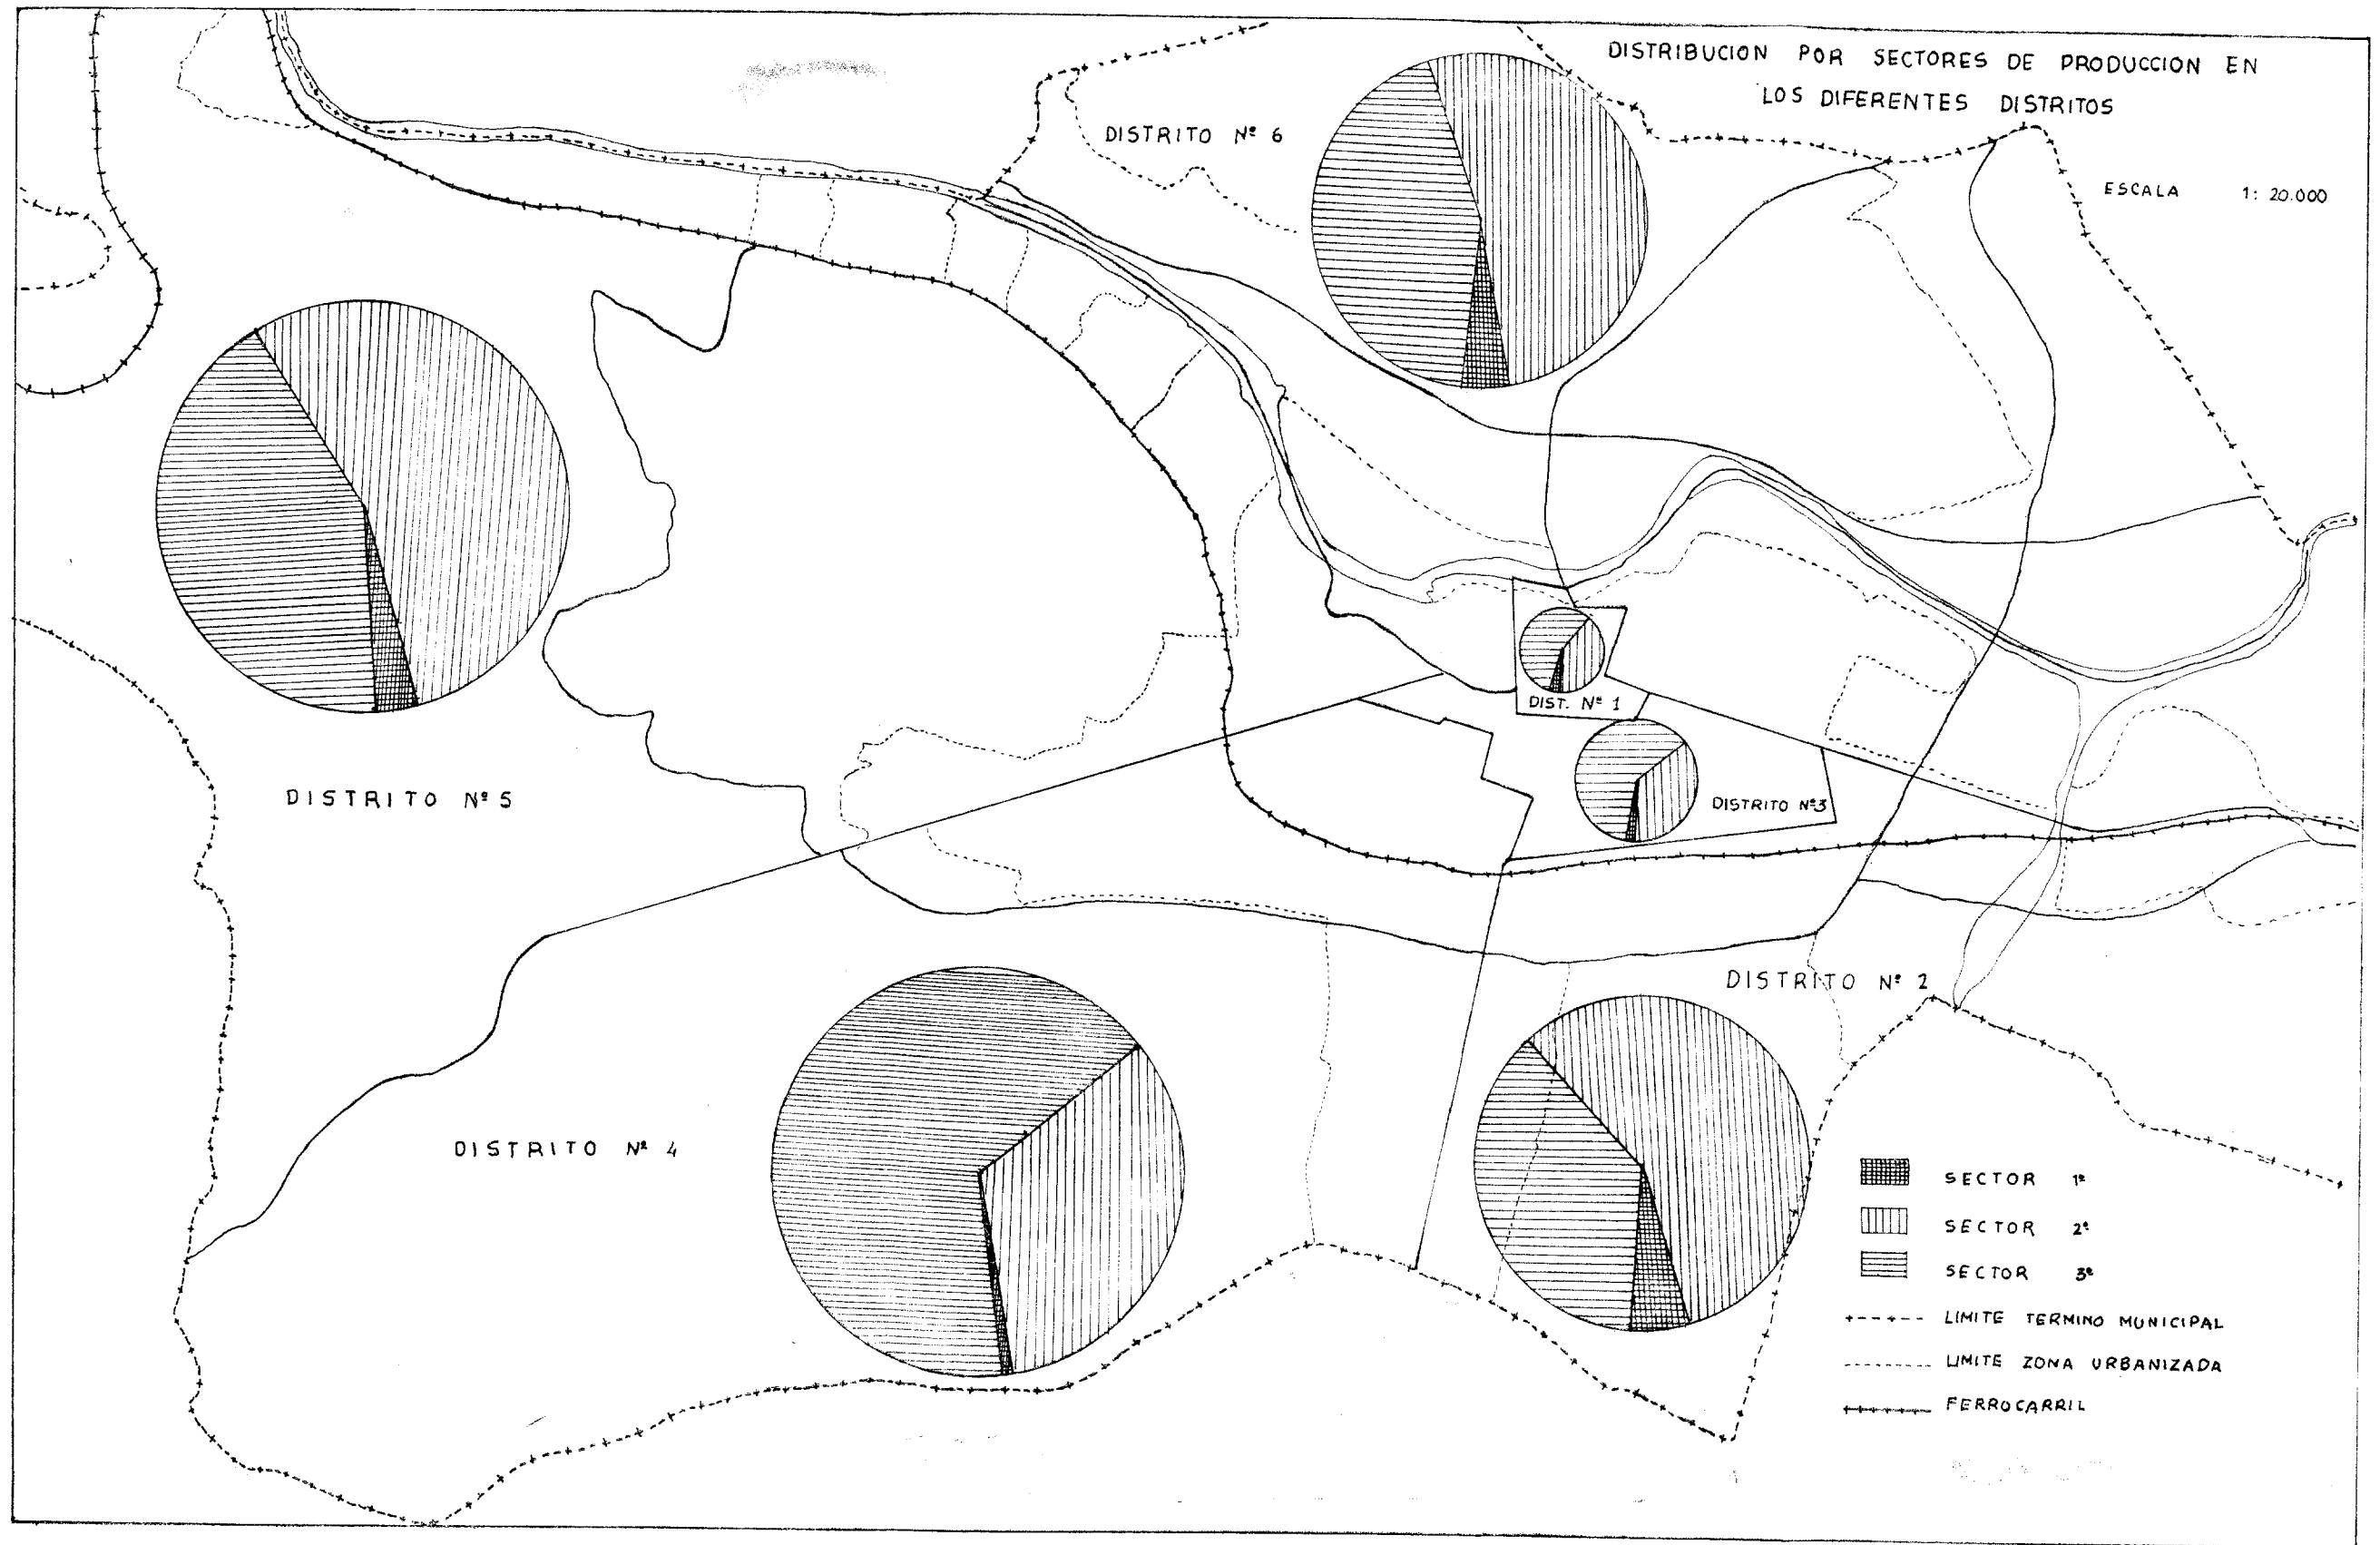 DISTRIBUCION POR SECTORES DE PRODUCCION EN
LOS DIFERENTES DISTRITOS
ESCALA 1: 20.000
DISTRITO Nº 6
DIST. Nº 1
DISTRITO Nº 5
DISTRITO Nº3
DISTRITO Nº 2
DISTRITO Nº 4
SECTOR 1º
SECTOR 2º
SECTOR 3º
LIMITE TERMINO MUNICIPAL
LIMITE ZONA URBANIZADA
FERROCARRIL